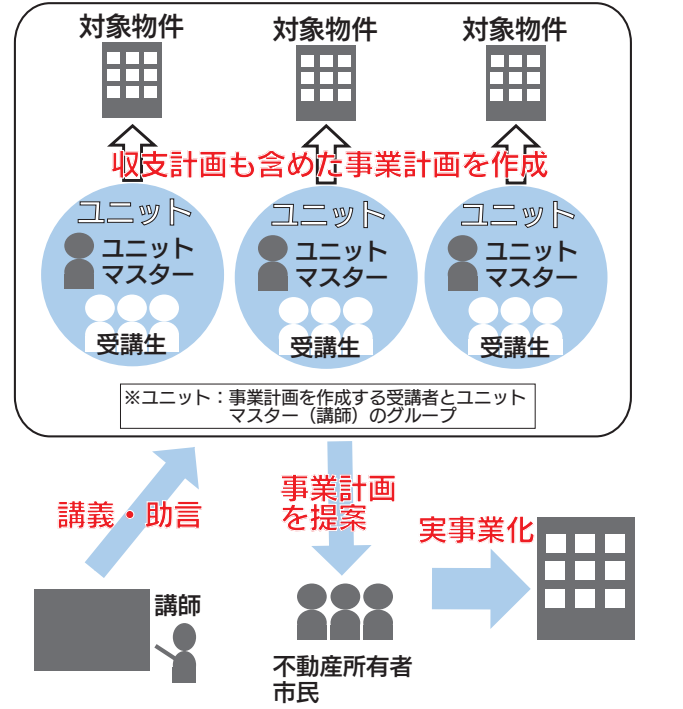 対象物件
対象物件
対象物件
収支計画も含めた事業計画を作成
ユニット
ユニット
マスター
受講生
ユニット
ユニット
マスター
受講生
ユニット
ユニット
マスター
受講生
※ユニット：事業計画を作成する受講者とユニット
マスター（講師）のグループ
講義・助言
事業計画
を提案
実事業化
講師
不動産所有者
市民